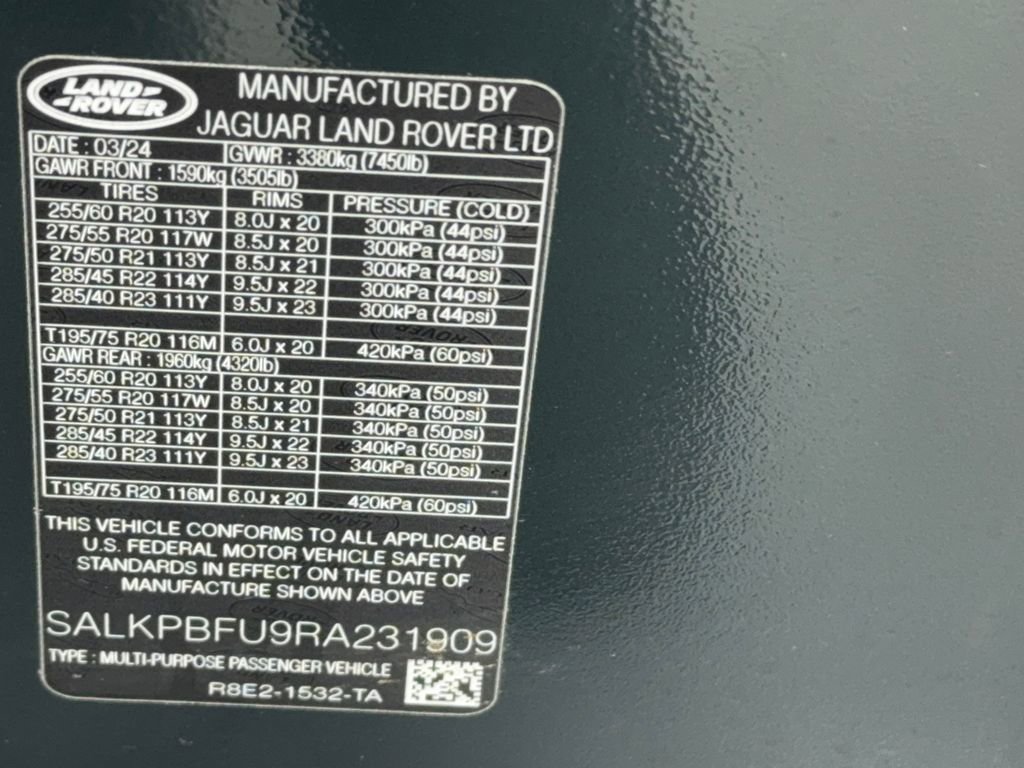 LAND-
-ROVER
MANUFACTURED BY
JAGUAR LAND ROVER LTD
DATE : 03/24 GVWR : 3380kg (7450lb)
GAWR FRONT : 1590kg (3505lb)
TIRES RIMS PRESSURE (COLD)
255/60 R20 113Y 8.0J x 20 300kPa (44psi)
275/55 R20 117W 8.5J x 20 300kPa (44psi)
275/50 R21 113Y 8.5J x 21 300kPa (44psi)
285/45 R22 114Y 9.5J x 22 300kPa (44psi)
285/40 R23 111Y 9.5J x 23 300kPa (44psi)
T195/75 R20 116M 6.0J x 20 420kPa (60psi)
GAWR REAR : 1960kg (4320lb)
255/60 R20 113Y 8.0J x 20 340kPa (50psi)
275/55 R20 117W 8.5J x 20 340kPa (50psi)
275/50 R21 113Y 8.5J x 21 340kPa (50psi)
285/45 R22 114Y 9.5J x 22 340kPa (50psi)
285/40 R23 111Y 9.5J x 23 340kPa (50psi)
T195/75 R20 116M 6.0J x 20 420kPa (60psi)
THIS VEHICLE CONFORMS TO ALL APPLICABLE
U.S. FEDERAL MOTOR VEHICLE SAFETY
STANDARDS IN EFFECT ON THE DATE OF
MANUFACTURE SHOWN ABOVE
SALKPBFU9RA231909
TYPE : MULTI-PURPOSE PASSENGER VEHICLE
R8E2-1532-TA